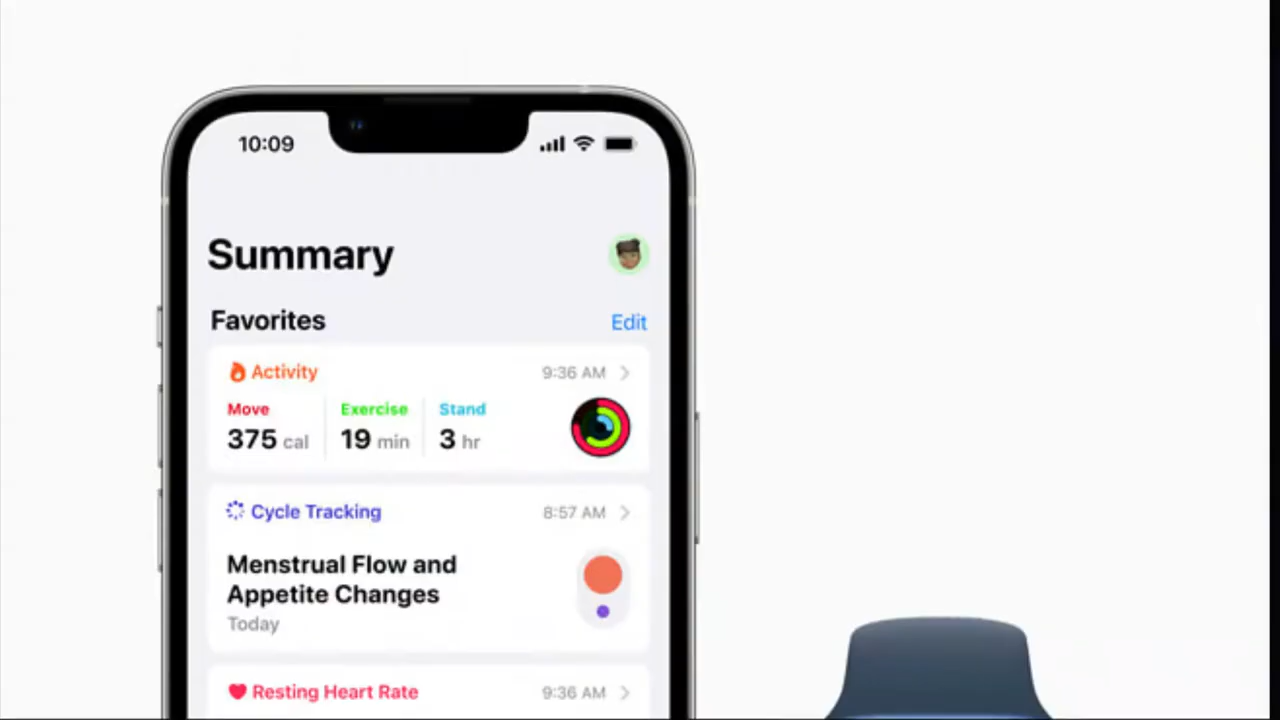 10:09
Summary
Favorites Edit
Activity 9:36 AM
Move Exercise Stand
375 cal 19 min 3 hr
Cycle Tracking 8:57 AM
Menstrual Flow and
Appetite Changes
Today
Resting Heart Rate 9:36 AM